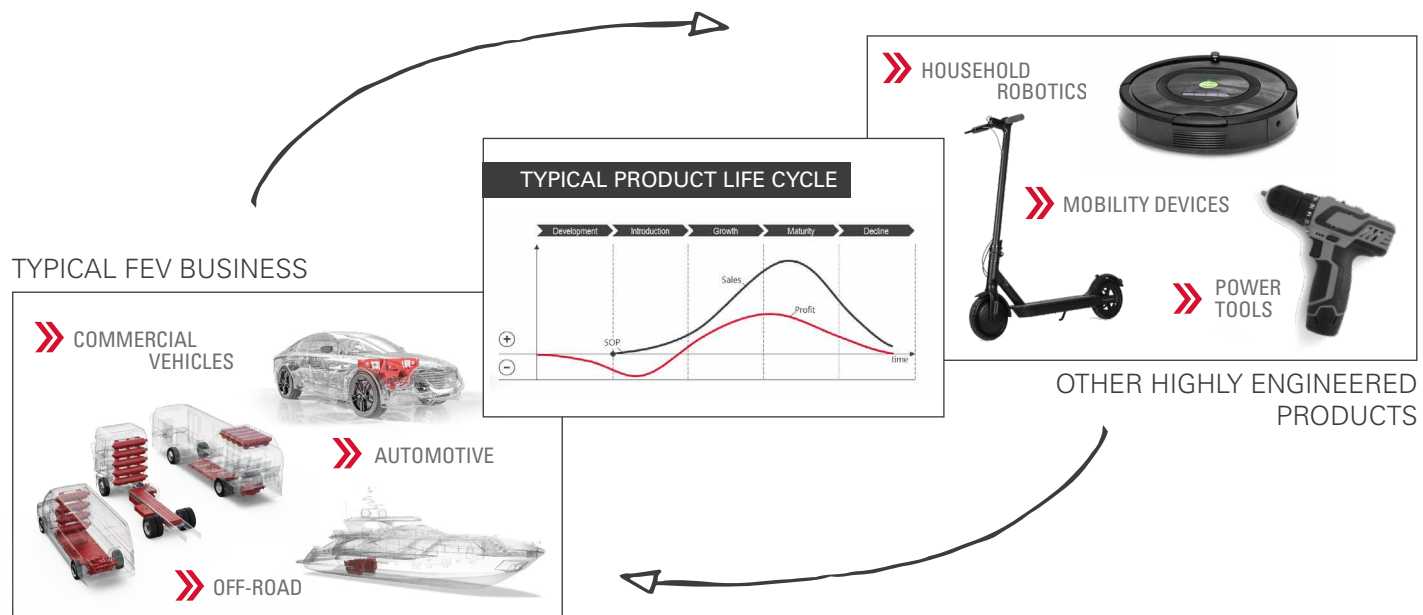 HOUSEHOLD
ROBOTICS
MOBILITY DEVICES
POWER
TOOLS
OTHER HIGHLY ENGINEERED
PRODUCTS
TYPICAL PRODUCT LIFE CYCLE
Development
Introduction
Growth
Maturity
Decline
Sales
Profit
SOP
+
−
time
TYPICAL FEV BUSINESS
COMMERCIAL
VEHICLES
AUTOMOTIVE
OFF-ROAD